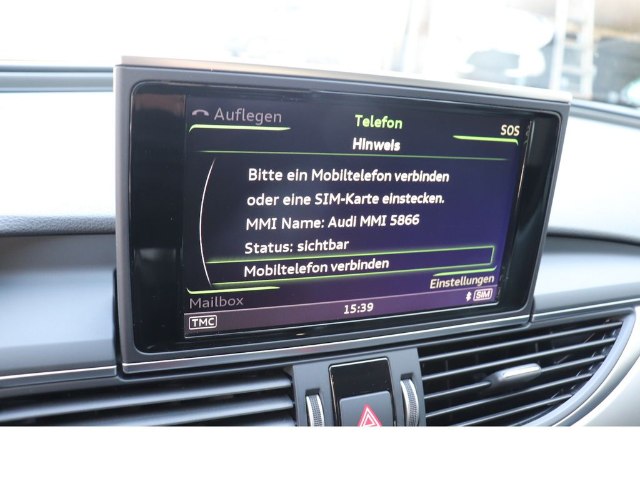 Auflegen
Telefon
SOS
Hinweis
Bitte ein Mobiltelefon verbinden
oder eine SIM-Karte einstecken.
MMI Name: Audi MMI 5866
Status: sichtbar
Mobiltelefon verbinden
Einstellungen
Mailbox
TMC
15:39
SIM